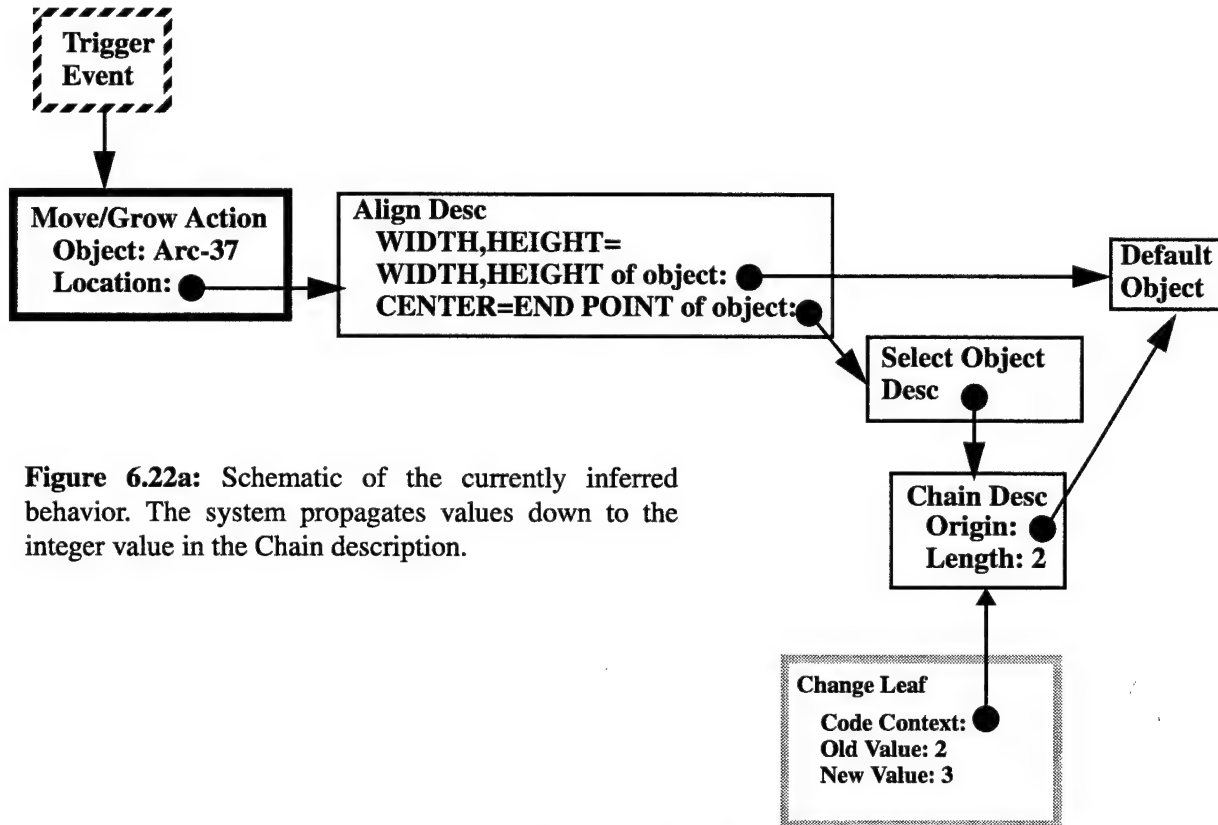 Trigger
Event
Move/Grow Action
Object: Arc-37
Location:
Align Desc
WIDTH,HEIGHT=
WIDTH,HEIGHT of object:
CENTER=END POINT of object:
Default
Object
Select Object
Desc
Chain Desc
Origin:
Length: 2
Change Leaf
Code Context:
Old Value: 2
New Value: 3
Figure 6.22a: Schematic of the currently inferred
behavior. The system propagates values down to the
integer value in the Chain description.